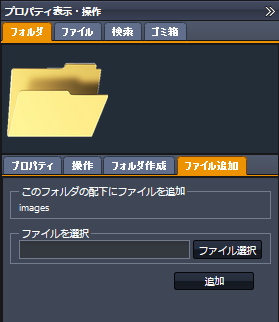 プロパティ表示・操作 »
フォルダ ファイル 検索 ゴミ箱
プロパティ 操作 フォルダ作成 ファイル追加
このフォルダの配下にファイルを追加
images
ファイルを選択
ファイル選択
追加